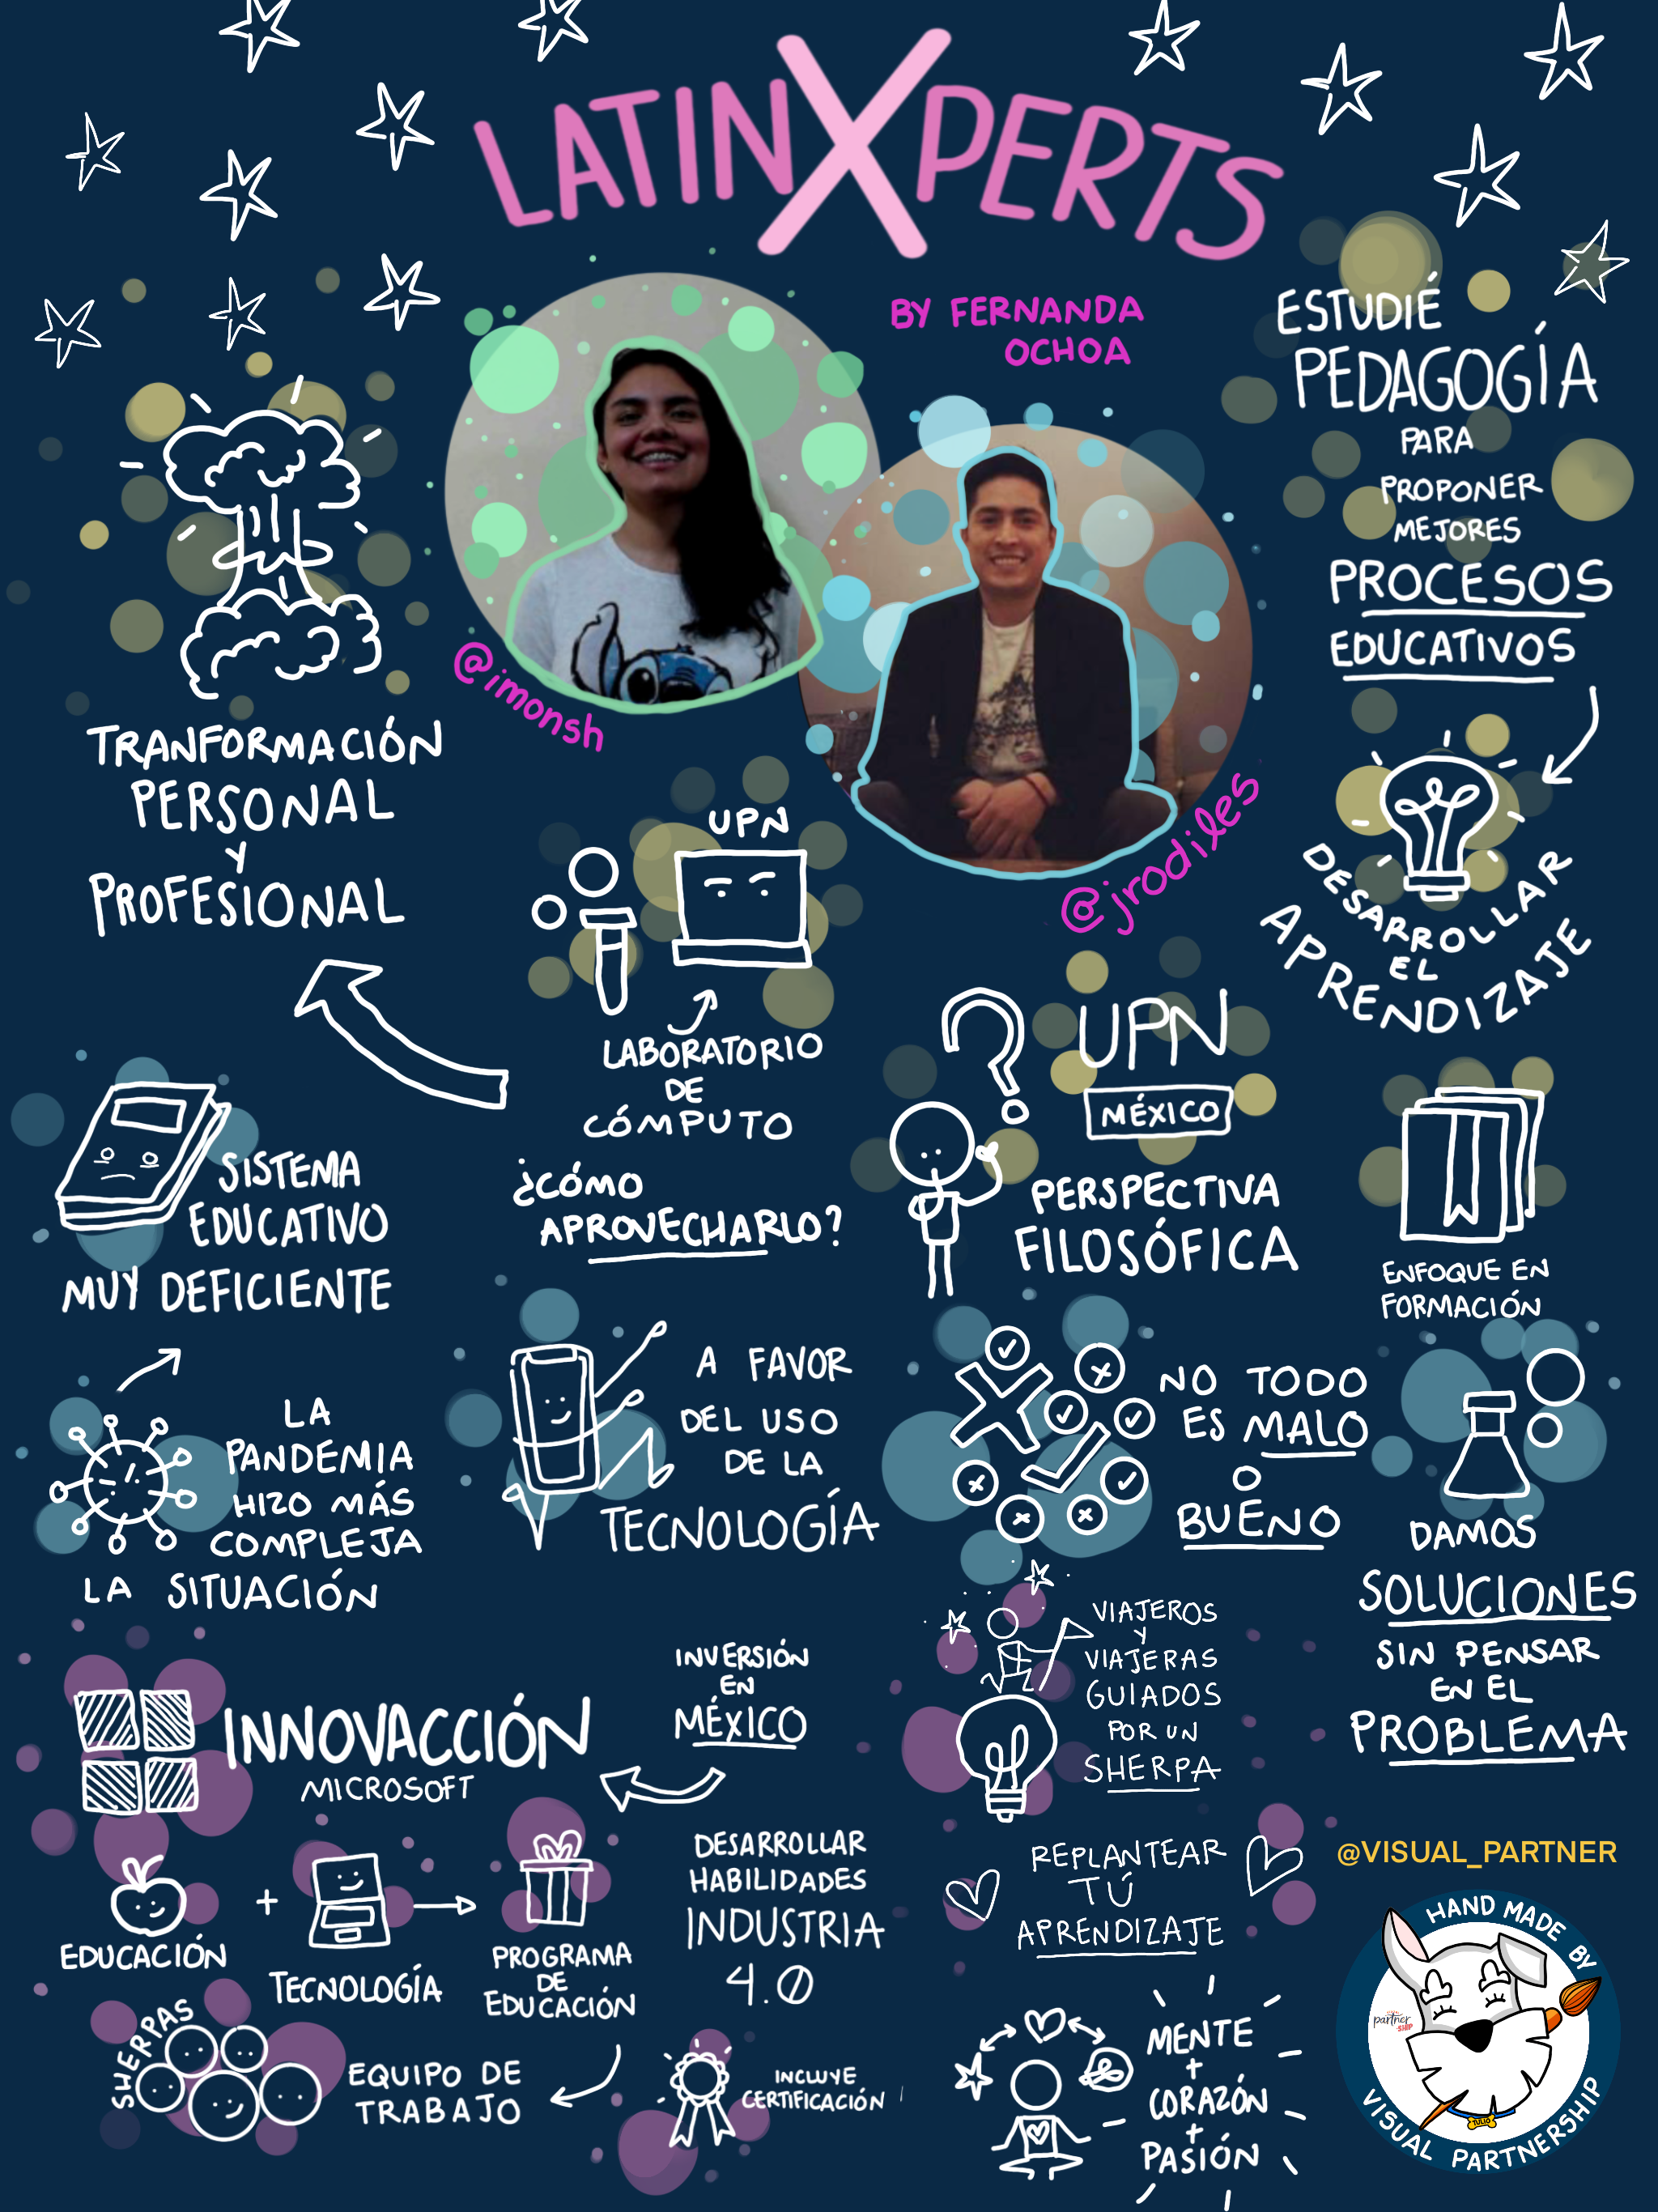 LATINXPERTS
BY FERNANDA
OCHOA
@imonsh
@jrodiles
ESTUDIÉ
PEDAGOGÍA
PARA
PROPONER
MEJORES
PROCESOS
EDUCATIVOS
DESARROLLAR
EL
APRENDIZAJE
TRANFORMACIÓN
PERSONAL
Y
PROFESIONAL
UPN
LABORATORIO
DE
CÓMPUTO
¿CÓMO
APROVECHARLO?
UPN
MÉXICO
PERSPECTIVA
FILOSÓFICA
ENFOQUE EN
FORMACIÓN
SISTEMA
EDUCATIVO
MUY DEFICIENTE
LA
PANDEMIA
HIZO MÁS
COMPLEJA
LA SITUACIÓN
A FAVOR
DEL USO
DE LA
TECNOLOGÍA
NO TODO
ES MALO
O
BUENO
DAMOS
SOLUCIONES
SIN PENSAR
EN EL
PROBLEMA
INNOVACCIÓN
MICROSOFT
INVERSIÓN
EN
MÉXICO
VIAJEROS
Y
VIAJERAS
GUIADOS
POR UN
SHERPA
EDUCACIÓN
+
TECNOLOGÍA
PROGRAMA
DE
EDUCACIÓN
DESARROLLAR
HABILIDADES
INDUSTRIA
4.0
REPLANTEAR
TÚ
APRENDIZAJE
SHERPAS
EQUIPO DE
TRABAJO
INCLUYE
CERTIFICACIÓN
MENTE
+
CORAZÓN
+
PASIÓN
@VISUAL_PARTNER
HAND MADE BY
VISUAL PARTNERSHIP
partner
SHIP
TULIO